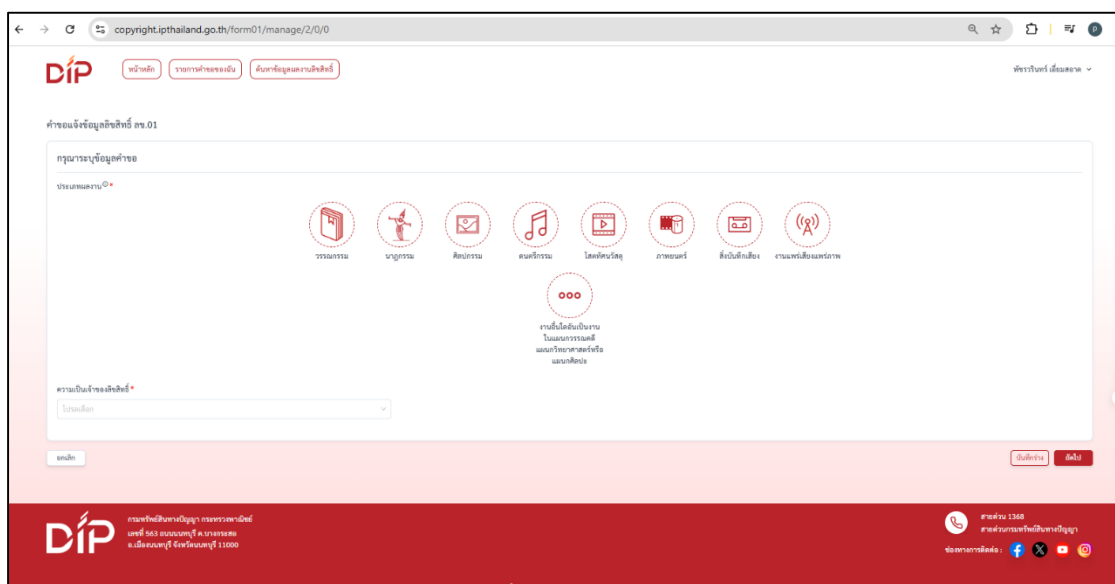 copyright.ipthailand.go.th/form01/manage/2/0/0
P
DIP
หน้าหลัก รายการคำขอของฉัน ค้นหาข้อมูลผลงานลิขสิทธิ์
พัชรวรินทร์ เอี่ยมสอาด
คำขอแจ้งข้อมูลลิขสิทธิ์ ลข.01
กรุณาระบุข้อมูลคำขอ
ประเภทผลงาน *
วรรณกรรม นาฏกรรม ศิลปกรรม ดนตรีกรรม โสตทัศนวัสดุ ภาพยนตร์ สิ่งบันทึกเสียง งานแพร่เสียงแพร่ภาพ
งานอื่นใดอันเป็นงาน
ในแผนกวรรณคดี
แผนกวิทยาศาสตร์หรือ
แผนกศิลปะ
ความเป็นเจ้าของลิขสิทธิ์ *
โปรดเลือก
ยกเลิก
บันทึกร่าง ถัดไป
DIP
กรมทรัพย์สินทางปัญญา กระทรวงพาณิชย์
เลขที่ 563 ถนนนนทบุรี ต.บางกระสอ
อ.เมืองนนทบุรี จังหวัดนนทบุรี 11000
สายด่วน 1368
สายด่วนกรมทรัพย์สินทางปัญญา
ช่องทางการติดต่อ :